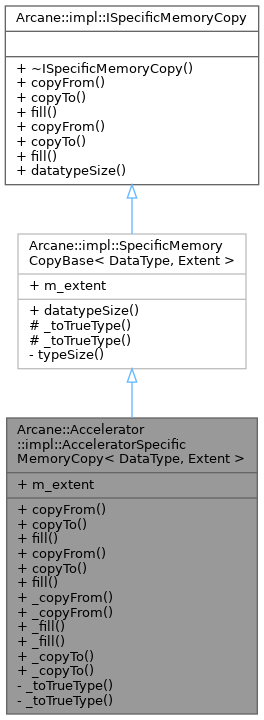 Arcane::impl::ISpecificMemoryCopy
+ ~ISpecificMemoryCopy()
+ copyFrom()
+ copyTo()
+ fill()
+ copyFrom()
+ copyTo()
+ fill()
+ datatypeSize()
Arcane::impl::SpecificMemory
CopyBase< DataType, Extent >
+ m_extent
+ datatypeSize()
# _toTrueType()
# _toTrueType()
- typeSize()
Arcane::Accelerator
::impl::AcceleratorSpecific
MemoryCopy< DataType, Extent >
+ m_extent
+ copyFrom()
+ copyTo()
+ fill()
+ copyFrom()
+ copyTo()
+ fill()
+ _copyFrom()
+ _copyFrom()
+ _fill()
+ _fill()
+ _copyTo()
+ _copyTo()
- _toTrueType()
- _toTrueType()